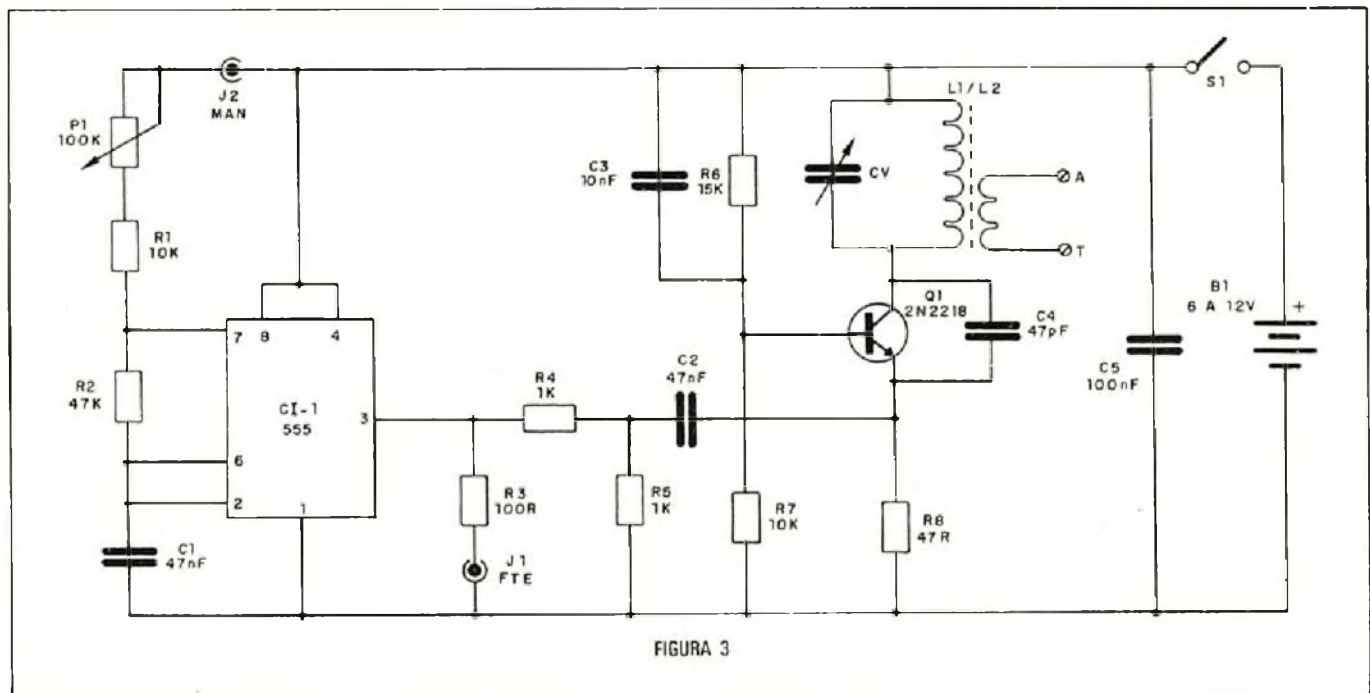 J2
MAN
P1
100K
R1
10K
R2
47K
C1
47nF
7
8
4
6
2
3
1
CI-1
555
R3
100R
J1
FTE
R4
1K
R5
1K
C2
47nF
C3
10nF
R6
15K
R7
10K
CV
L1/L2
A
T
Q1
2N2218
C4
47pF
R8
47R
C5
100nF
S1
B1
6 A 12V
+
FIGURA 3